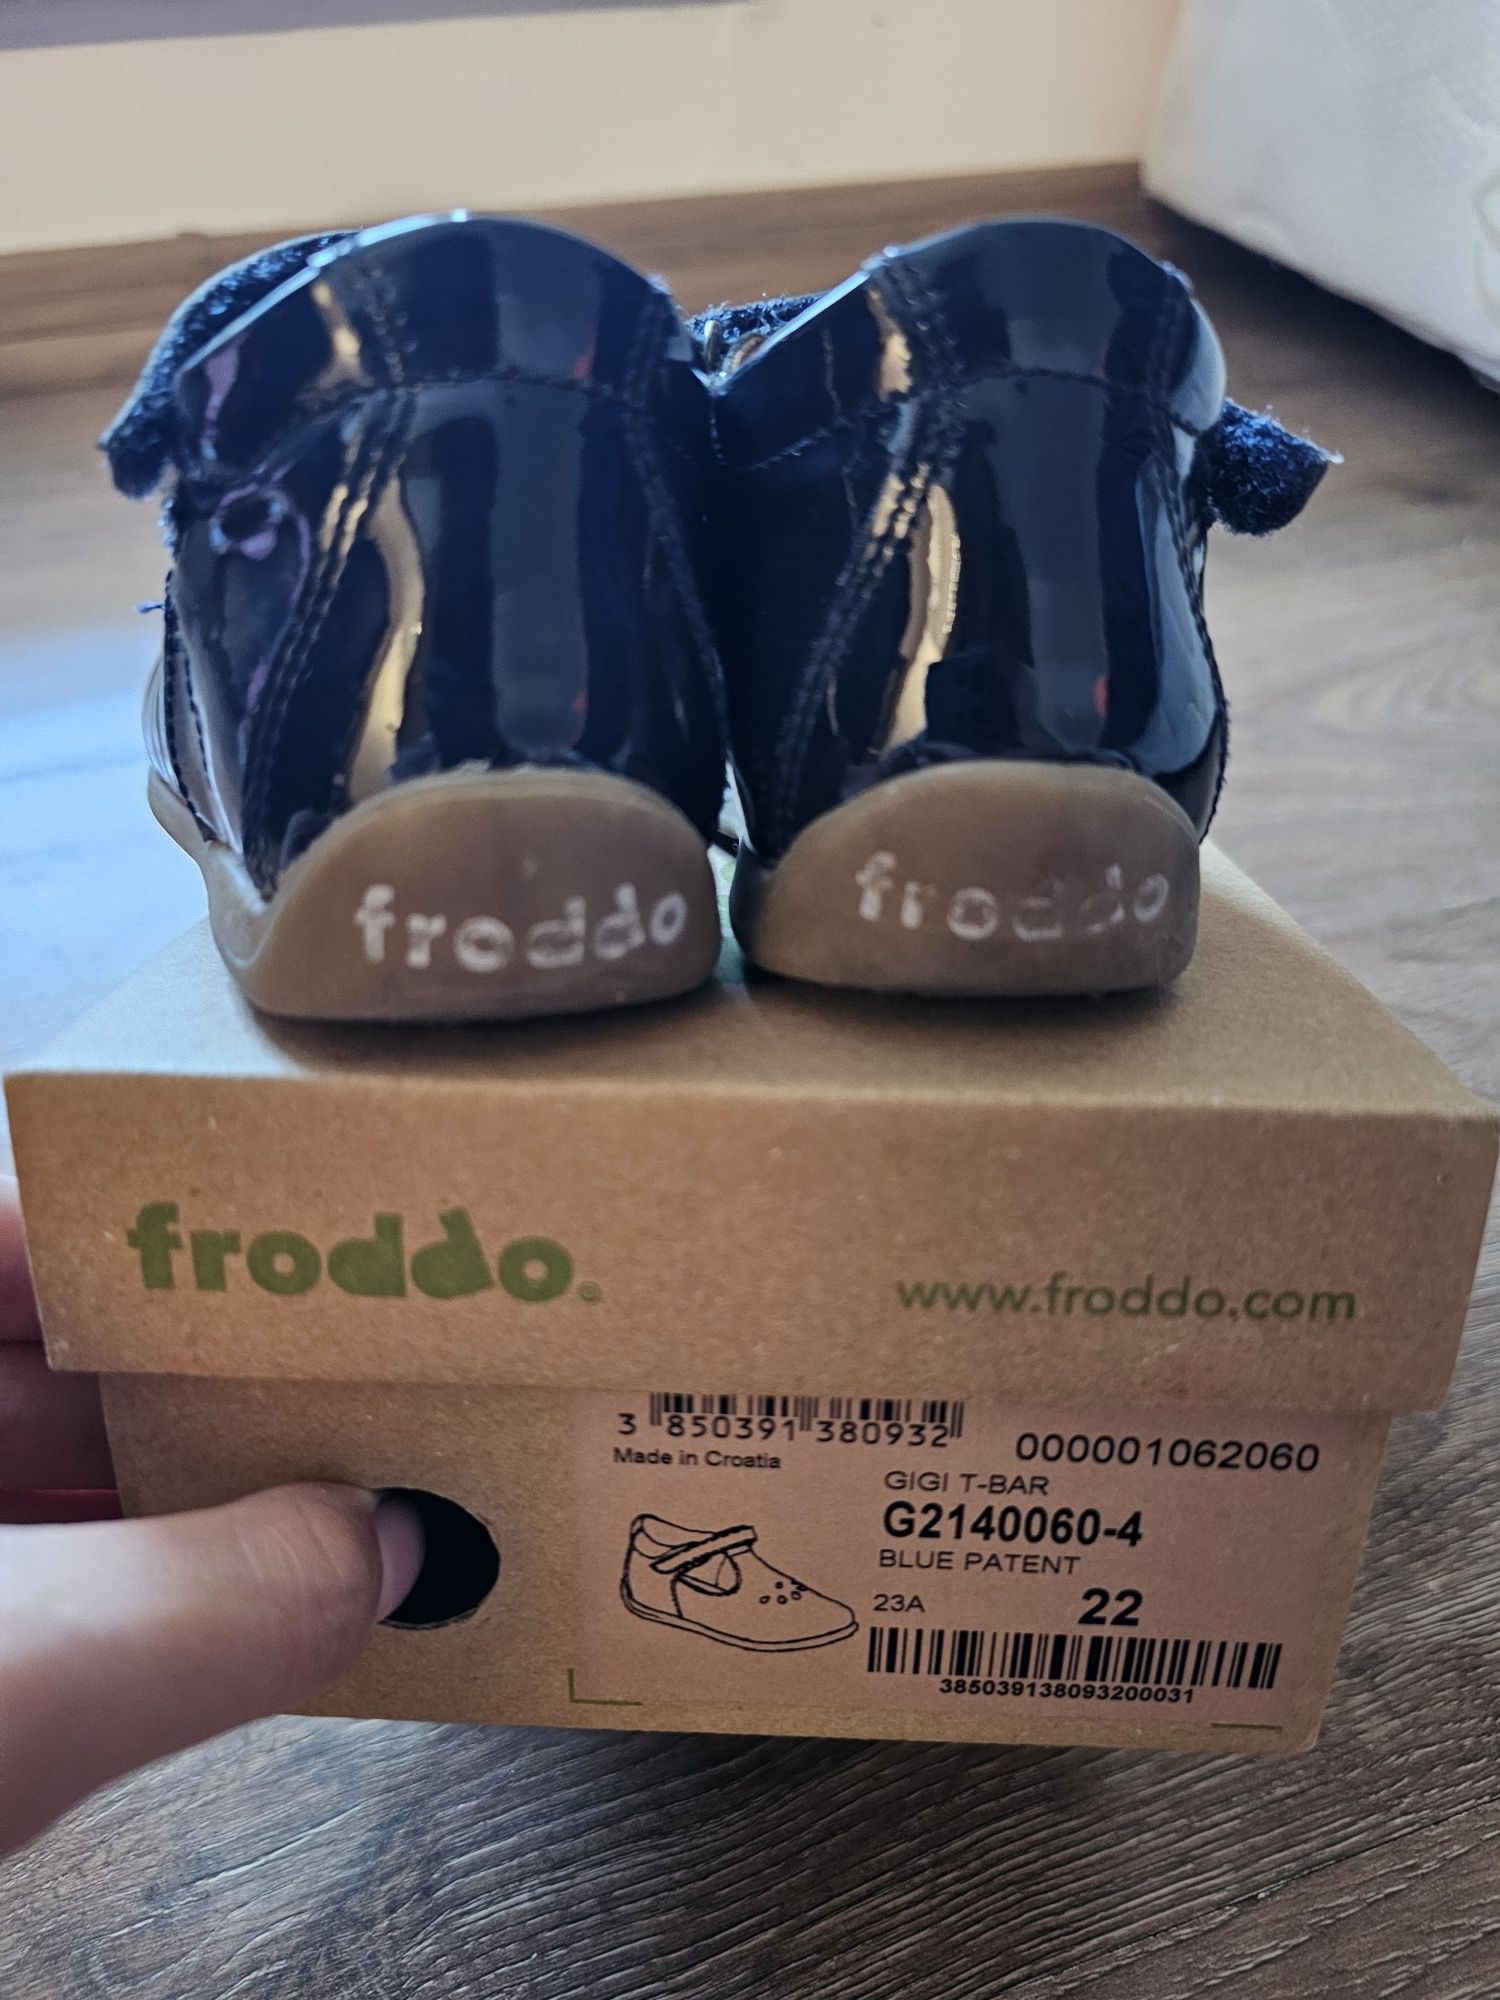 froddo
froddo
froddo®
www.froddo.com
3 850391 380932
000001062060
Made in Croatia
GIGI T-BAR
G2140060-4
BLUE PATENT
23A 22
385039138093200031